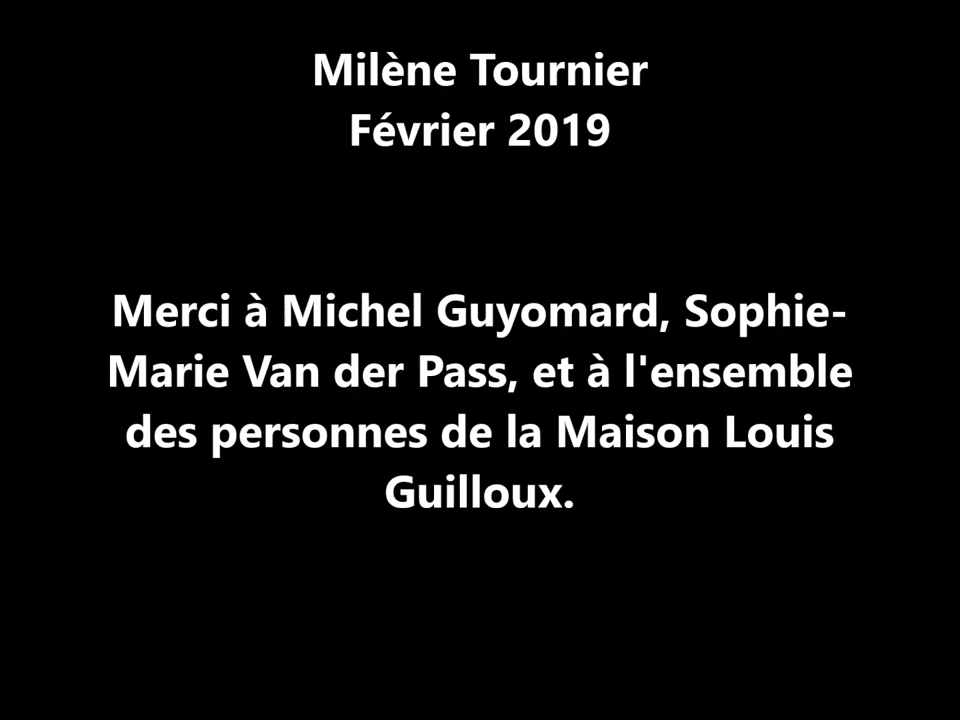 Milène Tournier
Février 2019
Merci à Michel Guyomard, Sophie-
Marie Van der Pass, et à l'ensemble
des personnes de la Maison Louis
Guilloux.